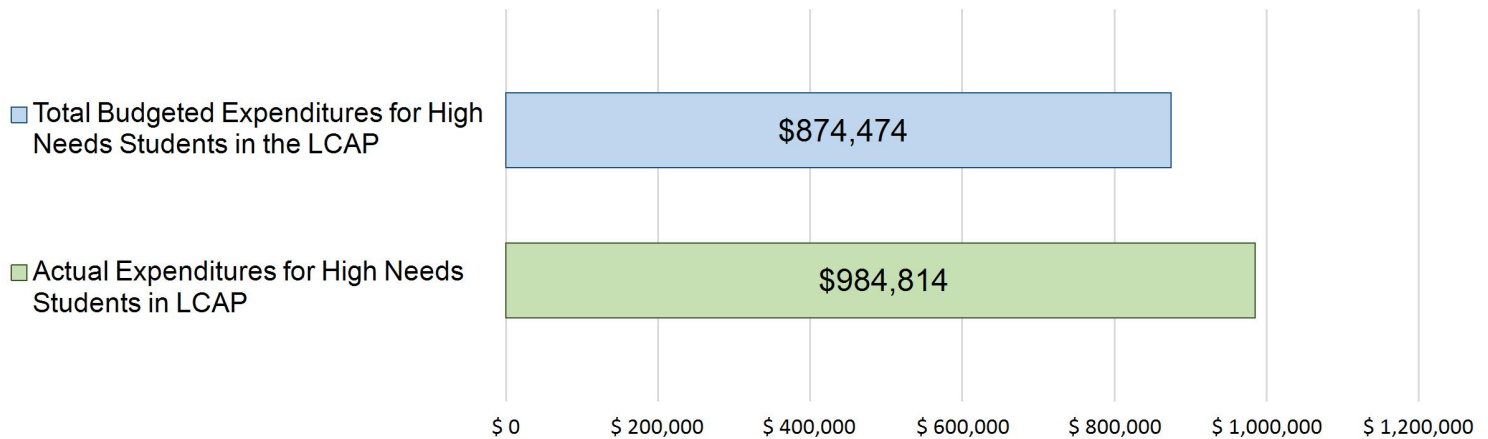 Total Budgeted Expenditures for High
Needs Students in the LCAP
$874,474
Actual Expenditures for High Needs
Students in LCAP
$984,814
$ 0 $ 200,000 $ 400,000 $ 600,000 $ 800,000 $ 1,000,000 $ 1,200,000